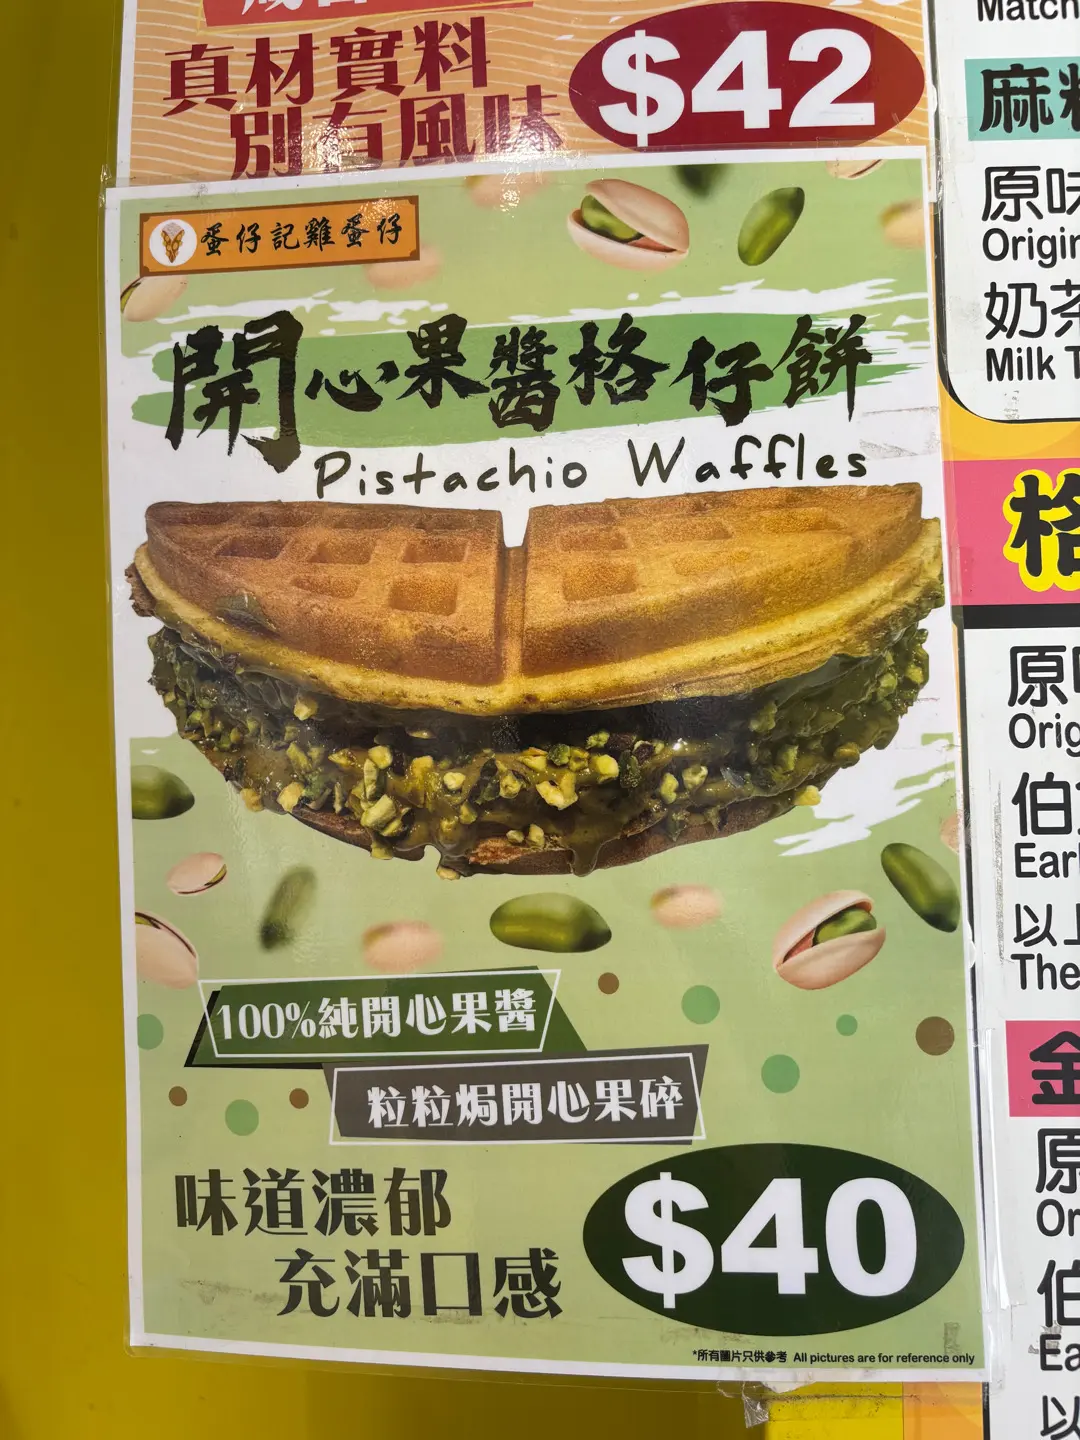 真材實料
別有風味
$42
蛋仔記雞蛋仔
開心果醬格仔餅
Pistachio Waffles
100%純開心果醬
粒粒焗開心果碎
味道濃郁
充滿口感
$40
*所有圖片只供參考 All pictures are for reference only
Match
麻
原味
Origin
奶茶
Milk T
格
原
Orig
伯
Earl
以上
The
金
原
Or
伯
Ea
以